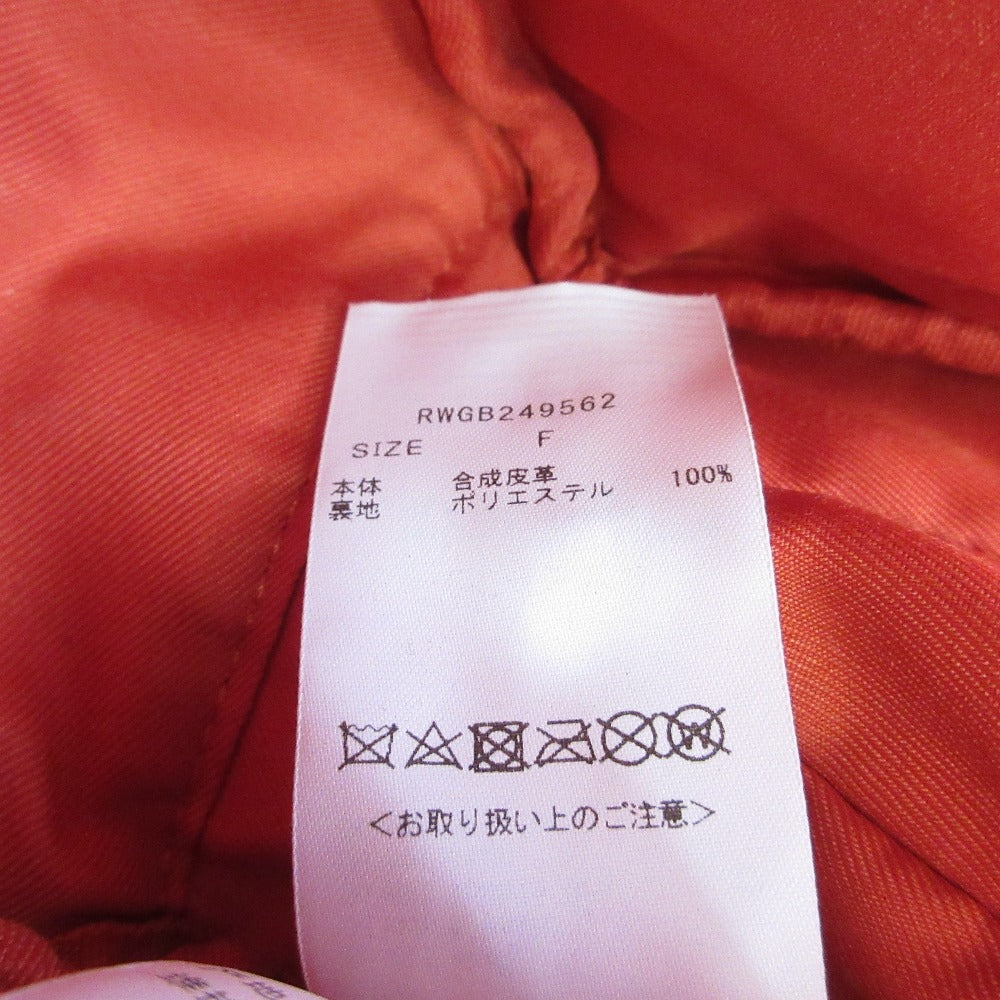 RWGB249562
SIZE F
本体 合成皮革
裏地 ポリエステル 100%
<お取り扱い上のご注意>